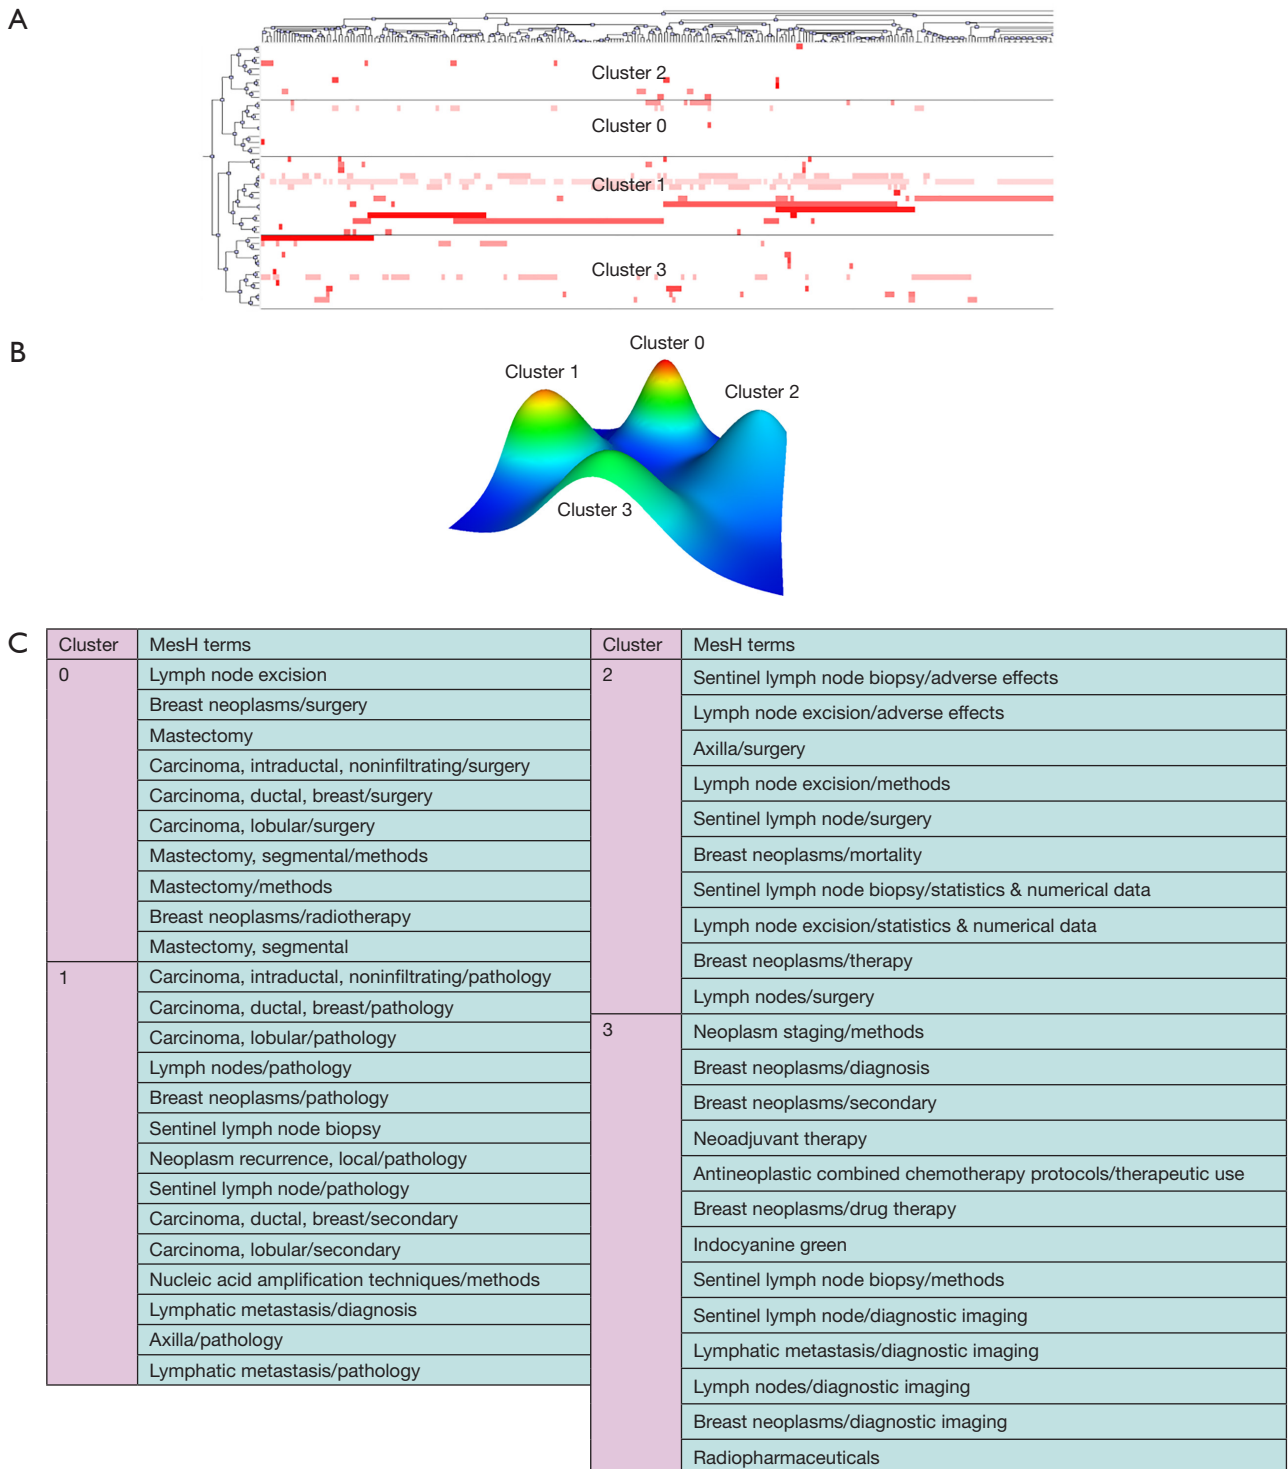 A
Cluster 2
Cluster 0
Cluster 1
Cluster 3
B
Cluster 0
Cluster 1
Cluster 2
Cluster 3
C
Cluster MesH terms
0 Lymph node excision
Breast neoplasms/surgery
Mastectomy
Carcinoma, intraductal, noninfiltrating/surgery
Carcinoma, ductal, breast/surgery
Carcinoma, lobular/surgery
Mastectomy, segmental/methods
Mastectomy/methods
Breast neoplasms/radiotherapy
Mastectomy, segmental
1 Carcinoma, intraductal, noninfiltrating/pathology
Carcinoma, ductal, breast/pathology
Carcinoma, lobular/pathology
Lymph nodes/pathology
Breast neoplasms/pathology
Sentinel lymph node biopsy
Neoplasm recurrence, local/pathology
Sentinel lymph node/pathology
Carcinoma, ductal, breast/secondary
Carcinoma, lobular/secondary
Nucleic acid amplification techniques/methods
Lymphatic metastasis/diagnosis
Axilla/pathology
Lymphatic metastasis/pathology
Cluster MesH terms
2 Sentinel lymph node biopsy/adverse effects
Lymph node excision/adverse effects
Axilla/surgery
Lymph node excision/methods
Sentinel lymph node/surgery
Breast neoplasms/mortality
Sentinel lymph node biopsy/statistics & numerical data
Lymph node excision/statistics & numerical data
Breast neoplasms/therapy
Lymph nodes/surgery
3 Neoplasm staging/methods
Breast neoplasms/diagnosis
Breast neoplasms/secondary
Neoadjuvant therapy
Antineoplastic combined chemotherapy protocols/therapeutic use
Breast neoplasms/drug therapy
Indocyanine green
Sentinel lymph node biopsy/methods
Sentinel lymph node/diagnostic imaging
Lymphatic metastasis/diagnostic imaging
Lymph nodes/diagnostic imaging
Breast neoplasms/diagnostic imaging
Radiopharmaceuticals